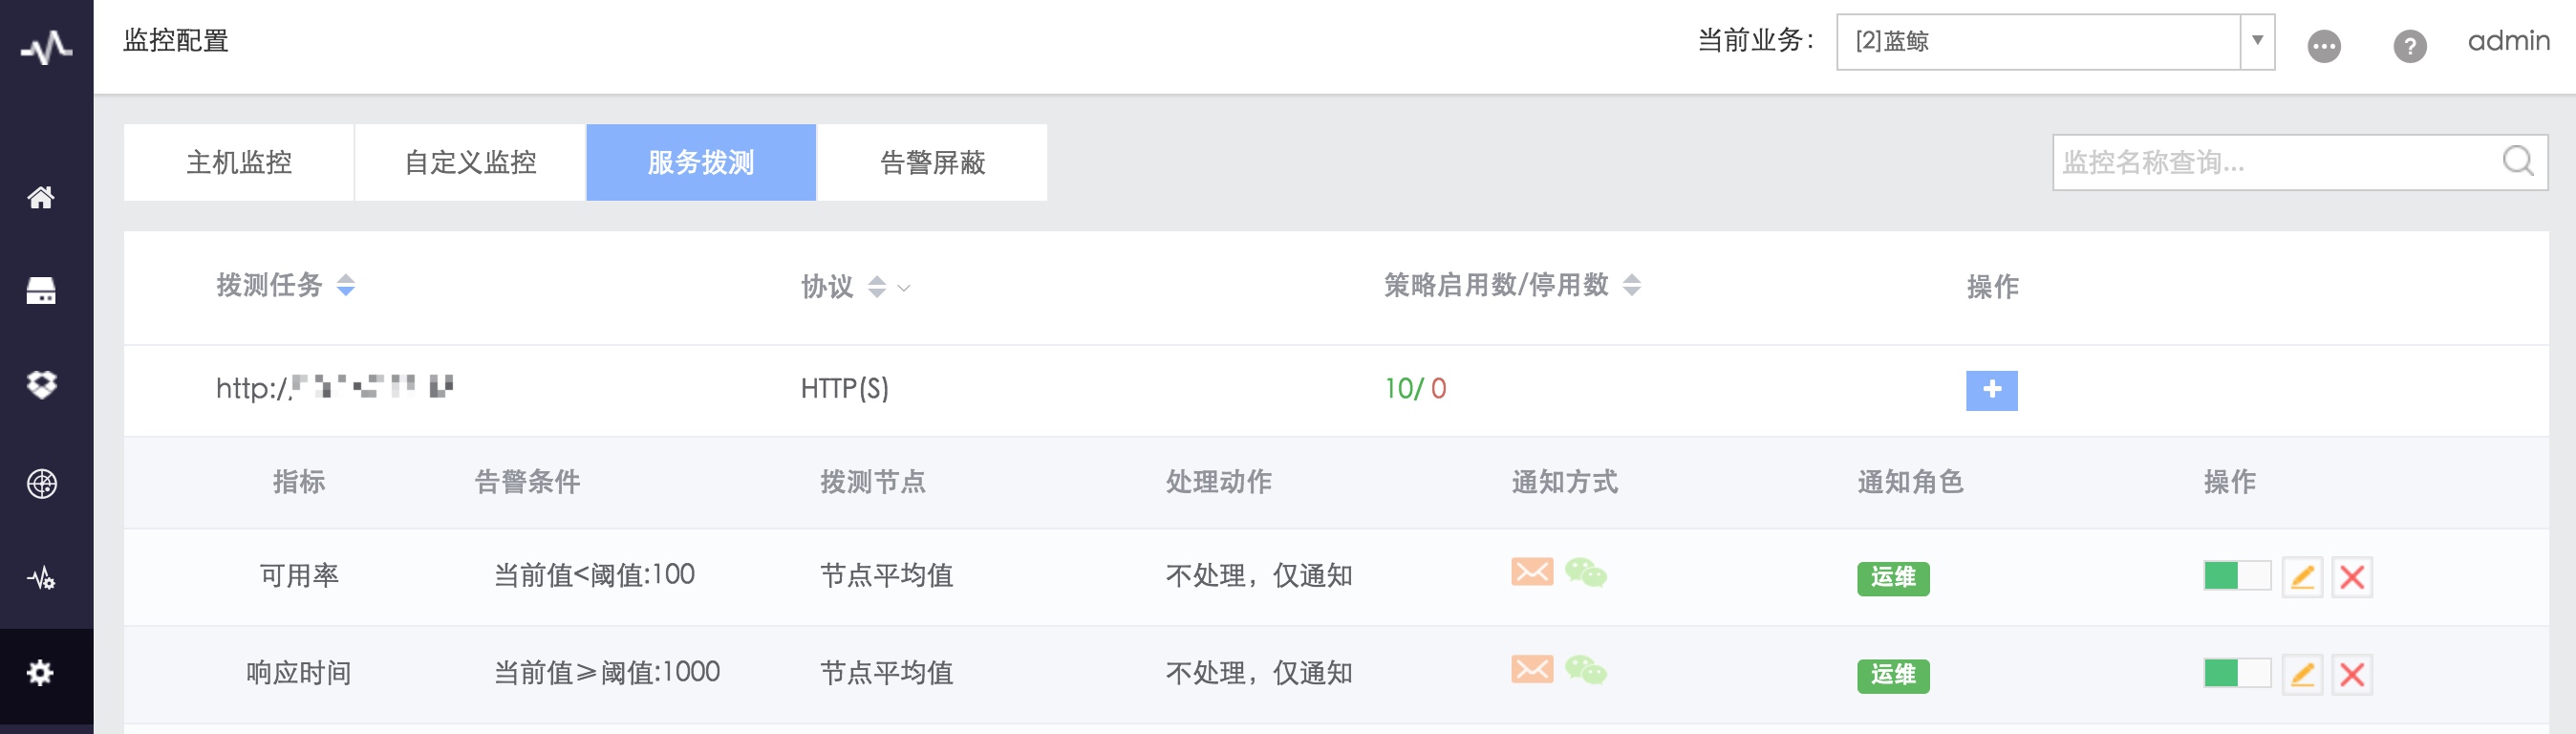 监控配置 当前业务: [2]蓝鲸 admin
主机监控 自定义监控 服务拨测 告警屏蔽 监控名称查询...
拨测任务 协议 策略启用数/停用数 操作
http:/ HTTP(S) 10/ 0
指标 告警条件 拨测节点 处理动作 通知方式 通知角色 操作
可用率 当前值<阈值:100 节点平均值 不处理，仅通知 运维
响应时间 当前值≥阈值:1000 节点平均值 不处理，仅通知 运维